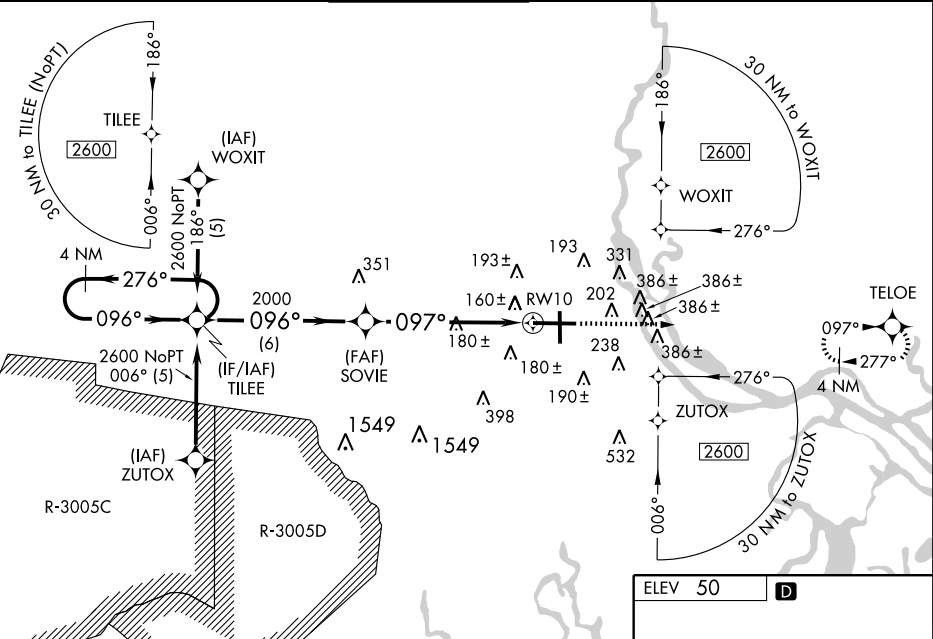 30 NM to TILEE (NoPT)
186°
TILEE
2600
006°
(IAF)
WOXIT
2600 NoPT
186°
(5)
4 NM
276°
096°
2600 NoPT
006° (5)
(IF/IAF)
TILEE
2000
096°
(6)
(FAF)
SOVIE
351
097°
180±
193±
160±
RW10
180±
193
331
202
386±
386±
386±
386±
238
190±
398
1549
1549
532
(IAF)
ZUTOX
R-3005C
R-3005D
186°
30 NM to WOXIT
2600
WOXIT
276°
TELOE
097°
277°
4 NM
276°
ZUTOX
2600
006°
30 NM to ZUTOX
ELEV 50
D